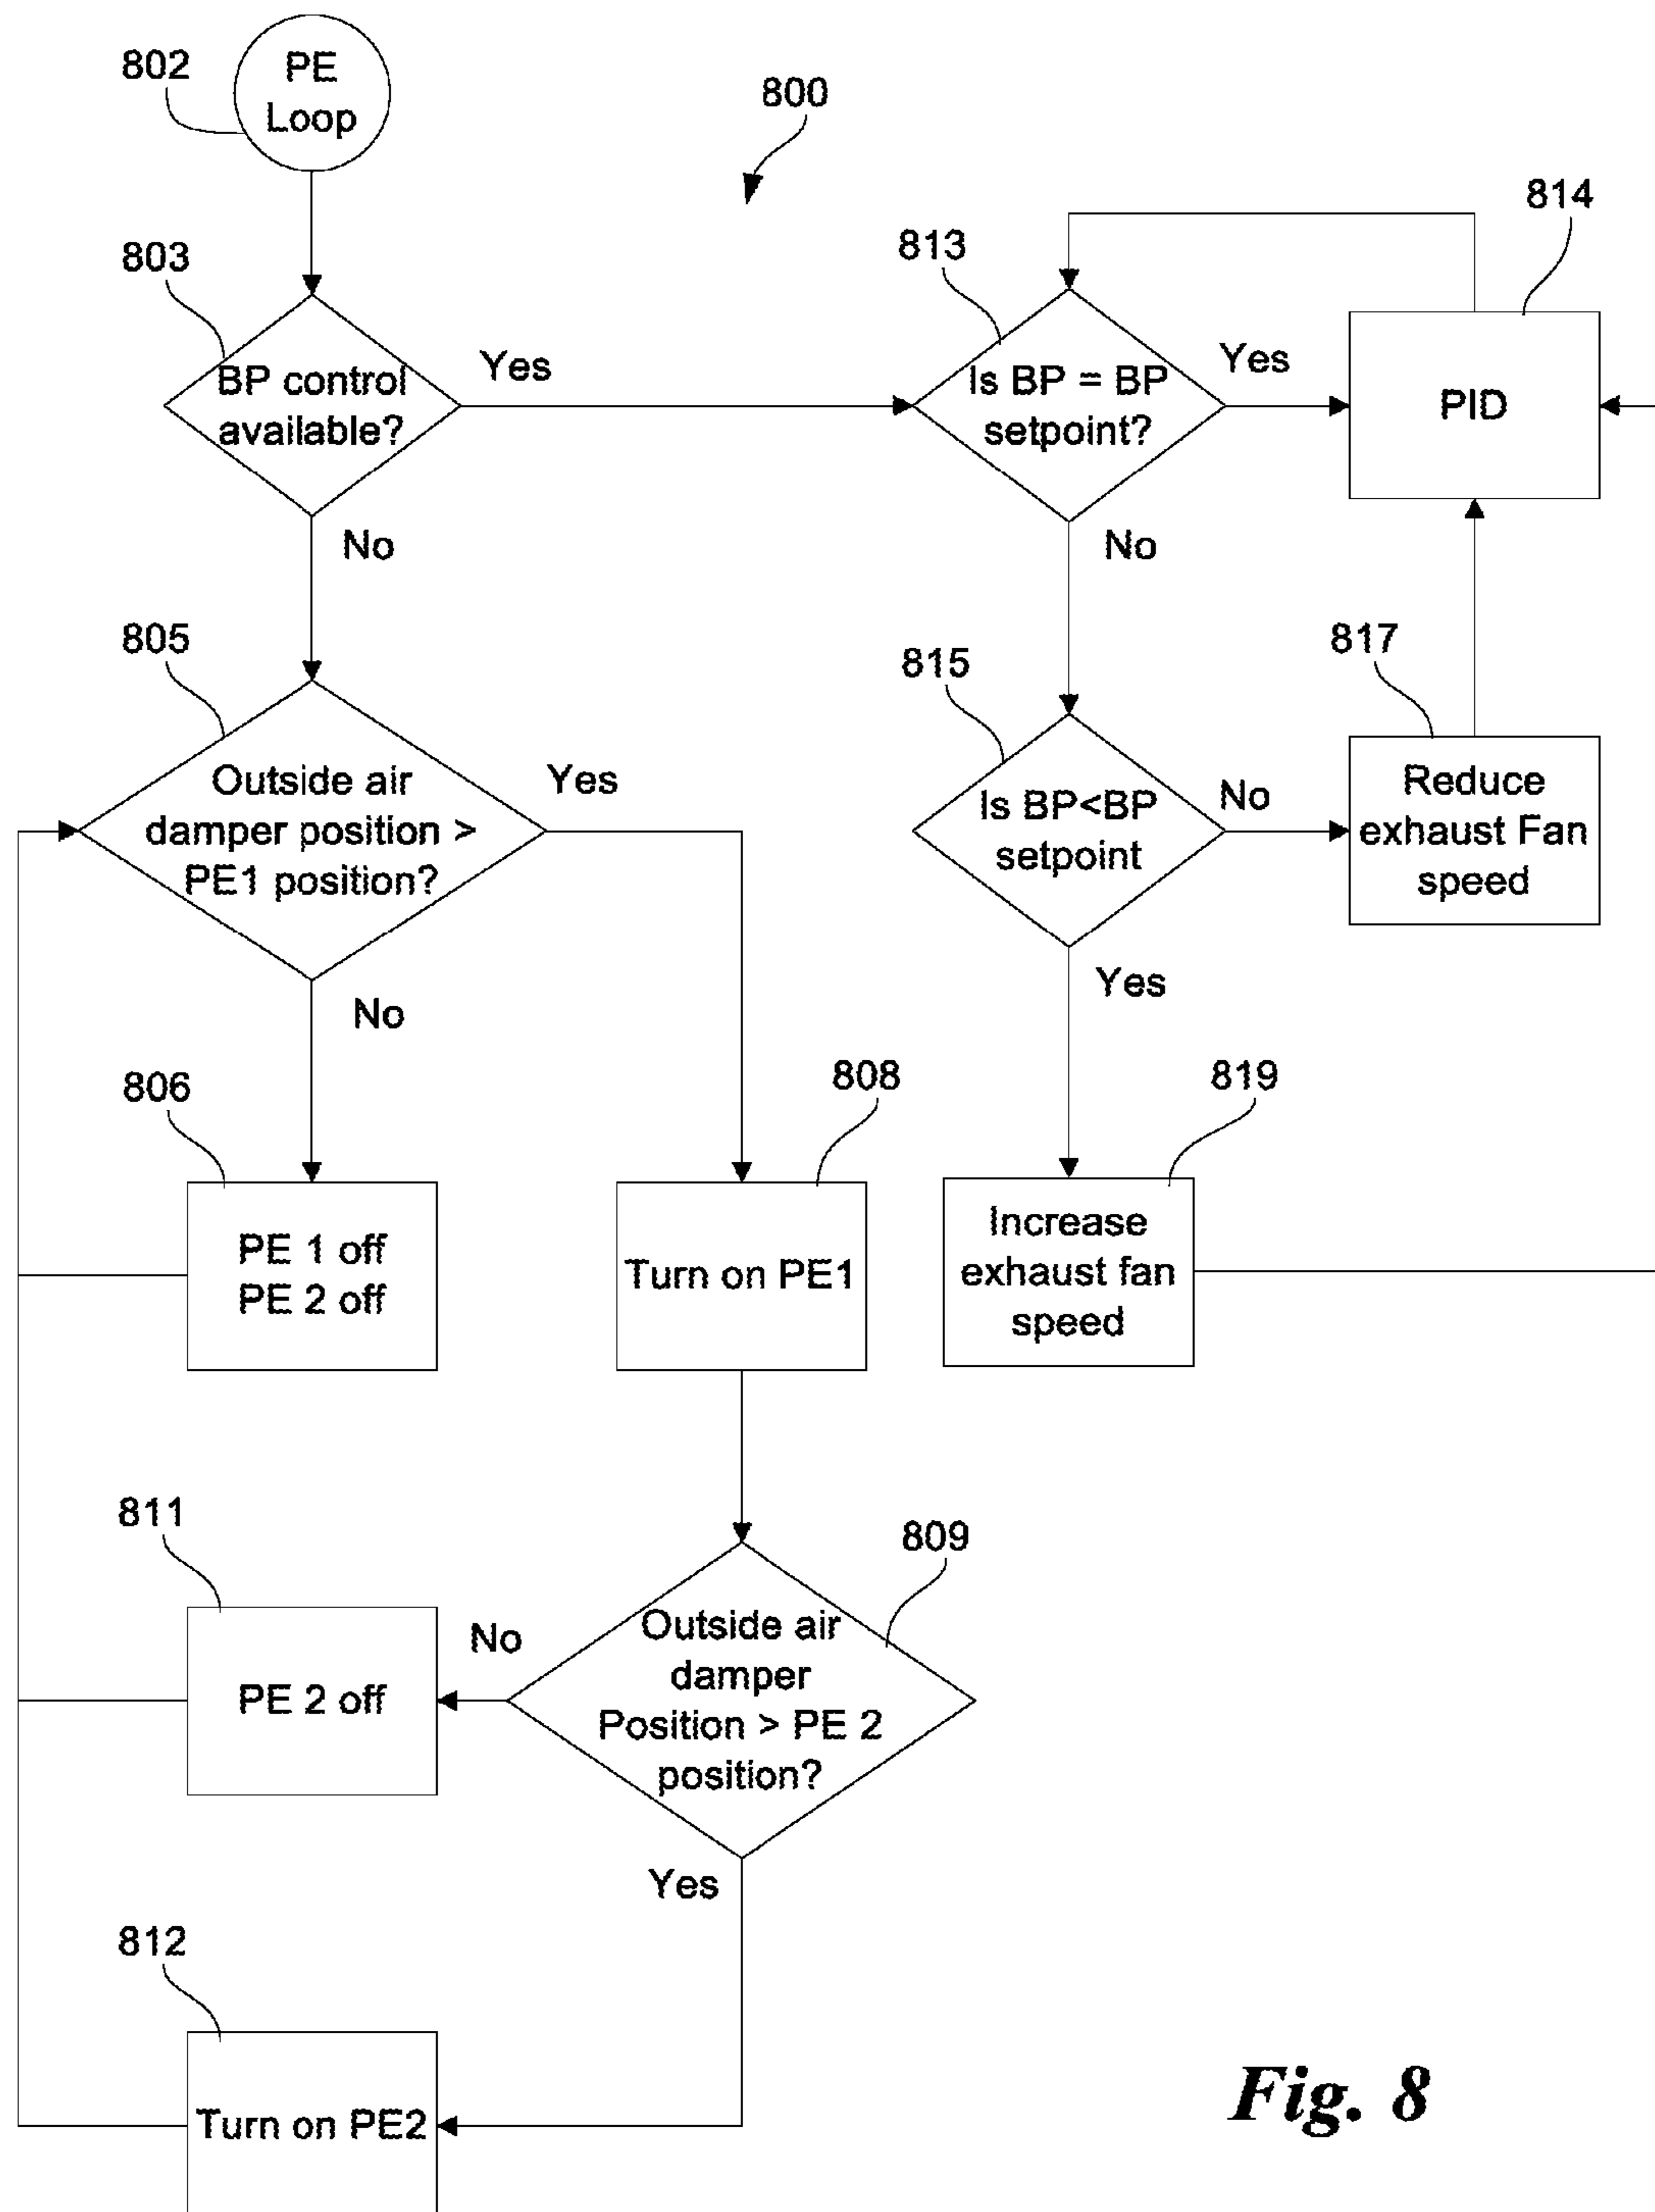 802
PE
Loop
800
814
803
813
BP control
available?
Yes
Is BP = BP
setpoint?
Yes
PID
No
No
805
815
817
Outside air
damper position >
PE1 position?
Yes
Is BP<BP
setpoint
No
Reduce
exhaust Fan
speed
No
Yes
806
808
819
PE 1 off
PE 2 off
Turn on PE1
Increase
exhaust fan
speed
811
809
PE 2 off
No
Outside air
damper
Position > PE 2
position?
Yes
812
Turn on PE2
Fig. 8